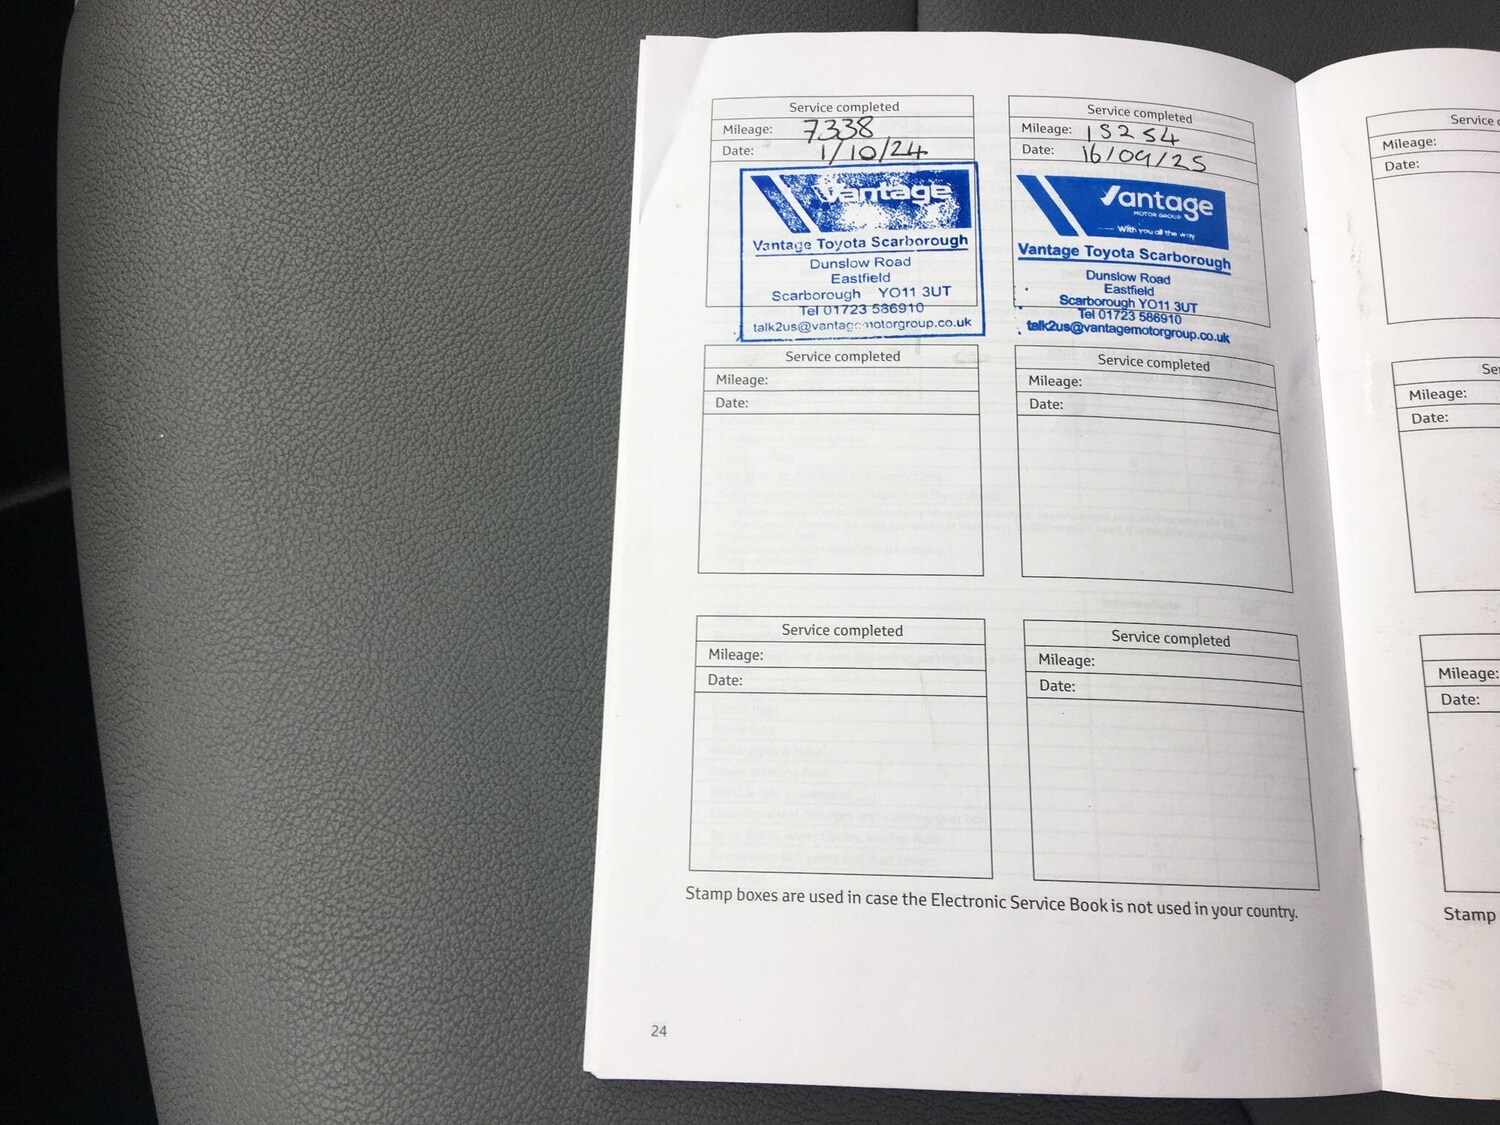 Service completed
Mileage: 7338
Date: 1/10/24
Vantage
Vantage Toyota Scarborough
Dunslow Road
Eastfield
Scarborough YO11 3UT
Tel 01723 586910
talk2us@vantagemotorgroup.co.uk
Service completed
Mileage: 15254
Date: 16/09/25
Vantage
MOTOR GROUP
With you all the way
Vantage Toyota Scarborough
Dunslow Road
Eastfield
Scarborough YO11 3UT
Tel 01723 586910
talk2us@vantagemotorgroup.co.uk
Service completed
Mileage:
Date:
Service completed
Mileage:
Date:
Service completed
Mileage:
Date:
Service completed
Mileage:
Date:
Stamp boxes are used in case the Electronic Service Book is not used in your country.
24
Service
Mileage:
Date:
Mileage:
Date:
Mileage:
Date:
Stamp